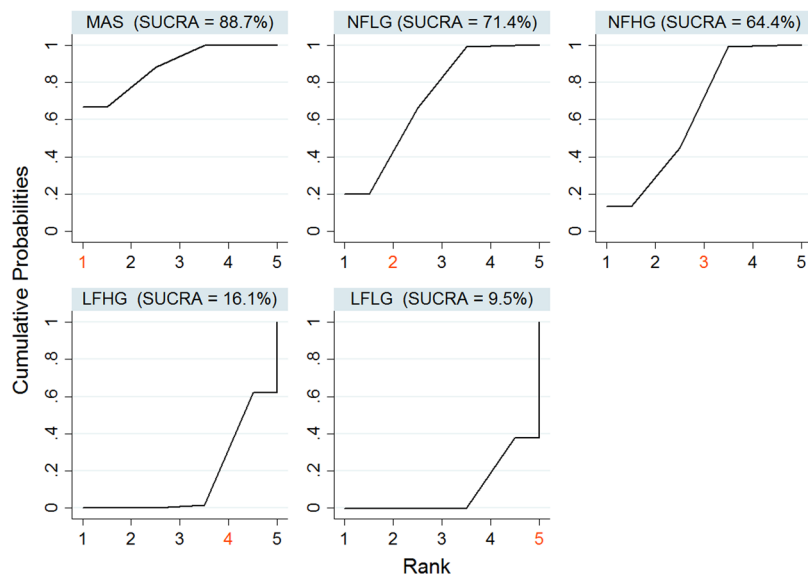 MAS (SUCRA = 88.7%)
NFLG (SUCRA = 71.4%)
NFHG (SUCRA = 64.4%)
0 .2 .4 .6 .8 1
0 .2 .4 .6 .8 1
0 .2 .4 .6 .8 1
1 2 3 4 5
1 2 3 4 5
1 2 3 4 5
Cumulative Probabilities
LFHG (SUCRA = 16.1%)
LFLG (SUCRA = 9.5%)
0 .2 .4 .6 .8 1
0 .2 .4 .6 .8 1
1 2 3 4 5
1 2 3 4 5
Rank